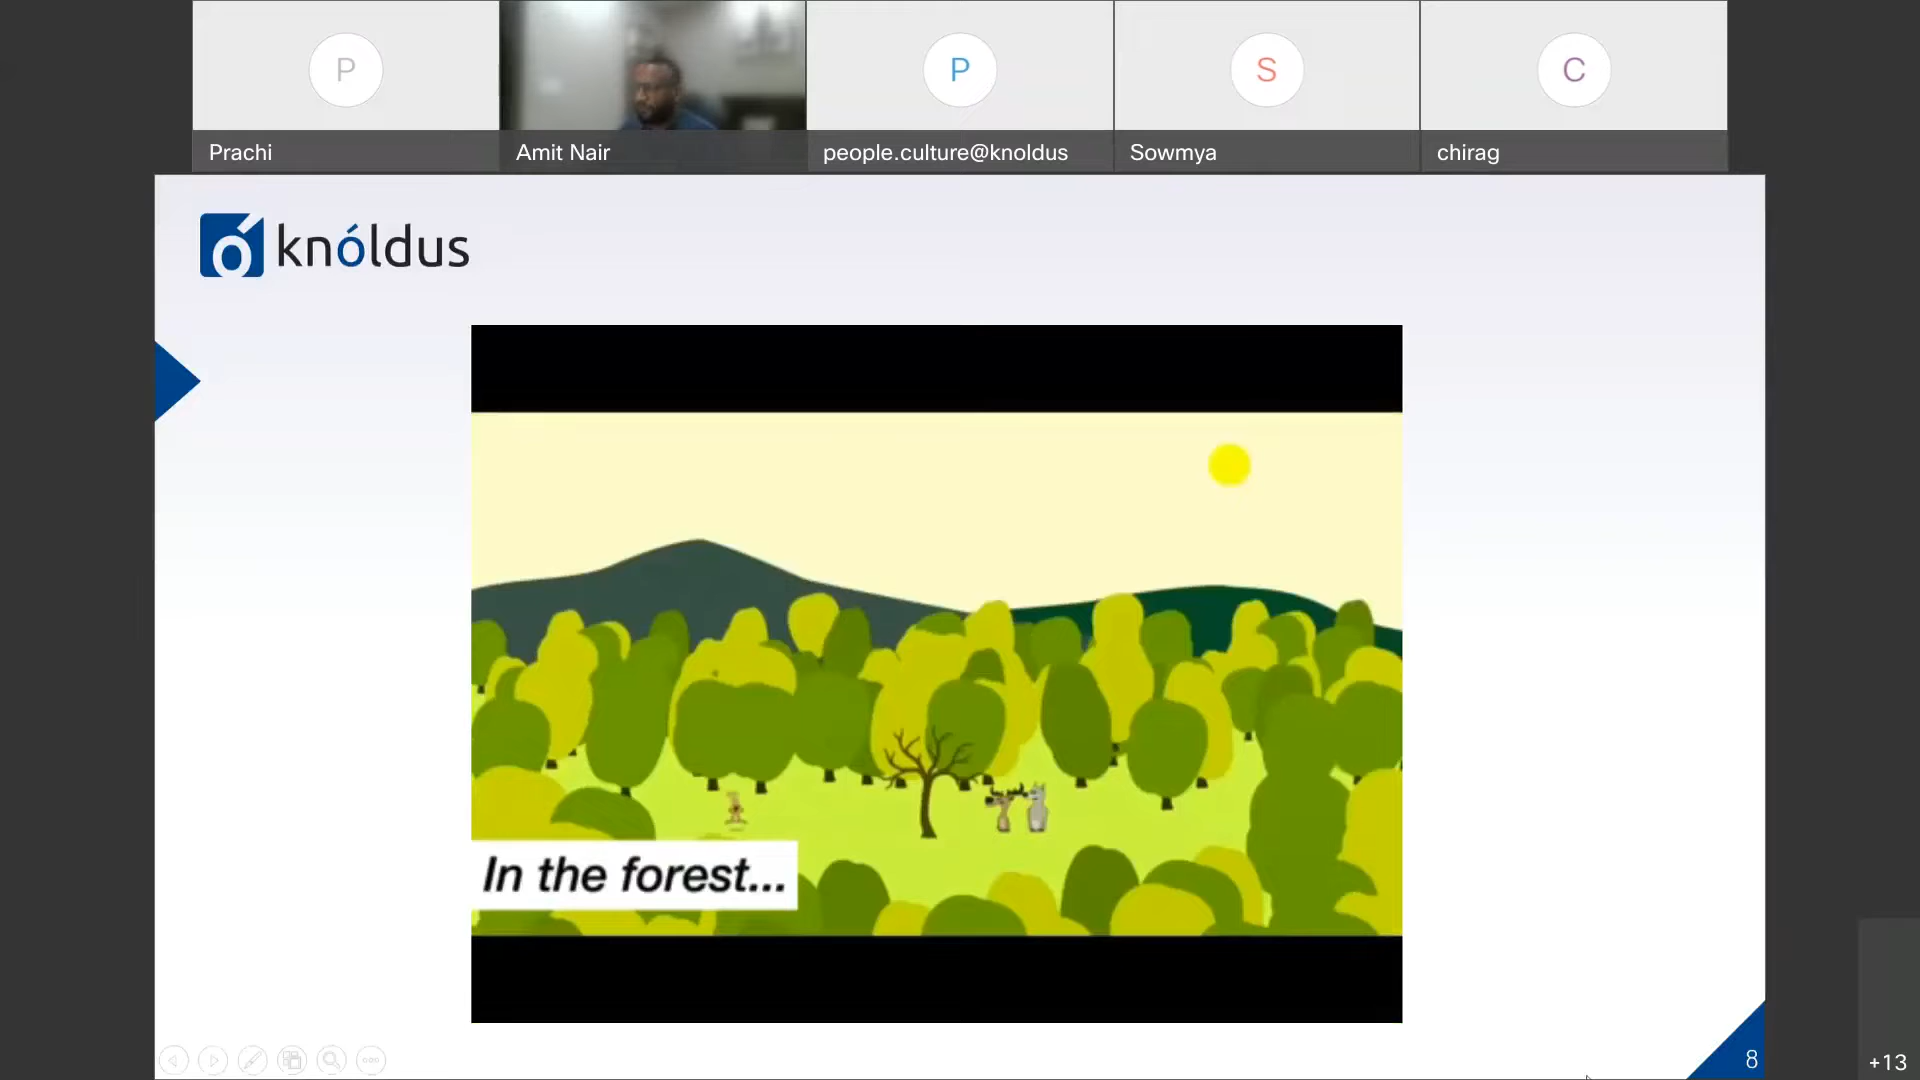 P
P
S
C
Prachi
Amit Nair
people.culture@knoldus
Sowmya
chirag
knóldus
In the forest...
8
+13